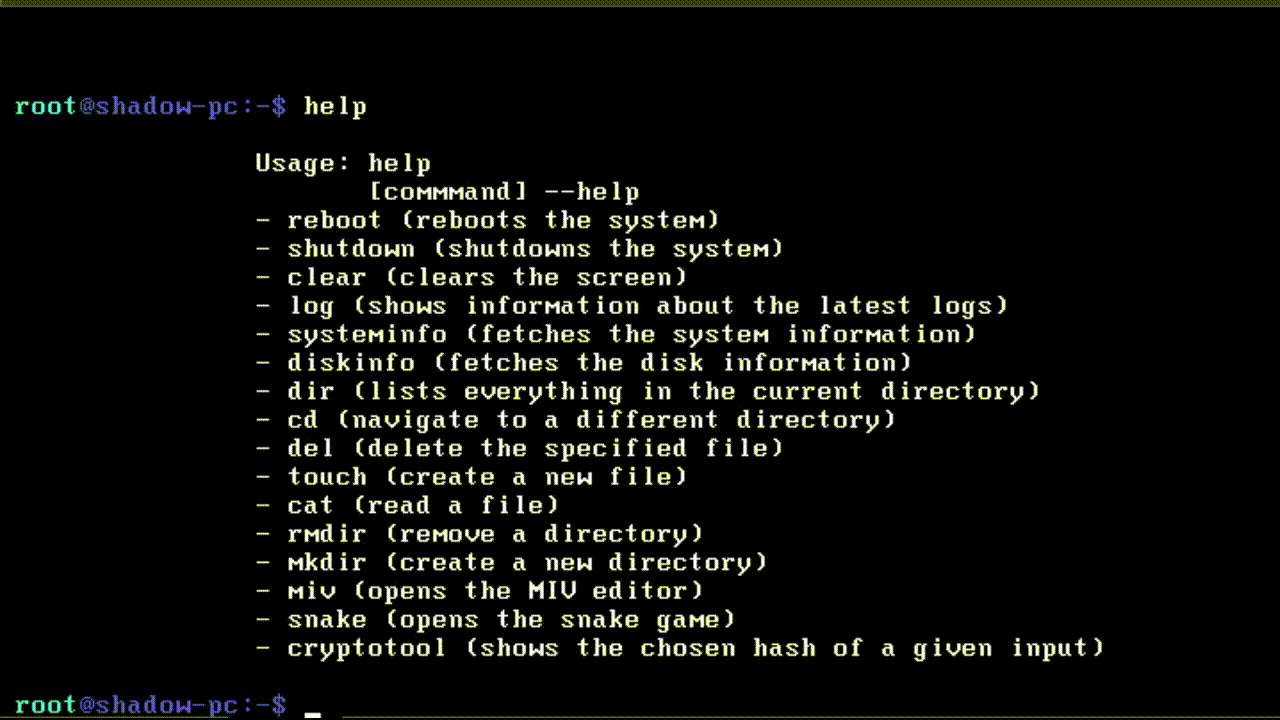 root@shadow-pc:-$ help
Usage: help
[commmand] --help
- reboot (reboots the system)
- shutdown (shutdowns the system)
- clear (clears the screen)
- log (shows information about the latest logs)
- systeminfo (fetches the system information)
- diskinfo (fetches the disk information)
- dir (lists everything in the current directory)
- cd (navigate to a different directory)
- del (delete the specified file)
- touch (create a new file)
- cat (read a file)
- rmdir (remove a directory)
- mkdir (create a new directory)
- miv (opens the MIV editor)
- snake (opens the snake game)
- cryptotool (shows the chosen hash of a given input)
root@shadow-pc:-$ _